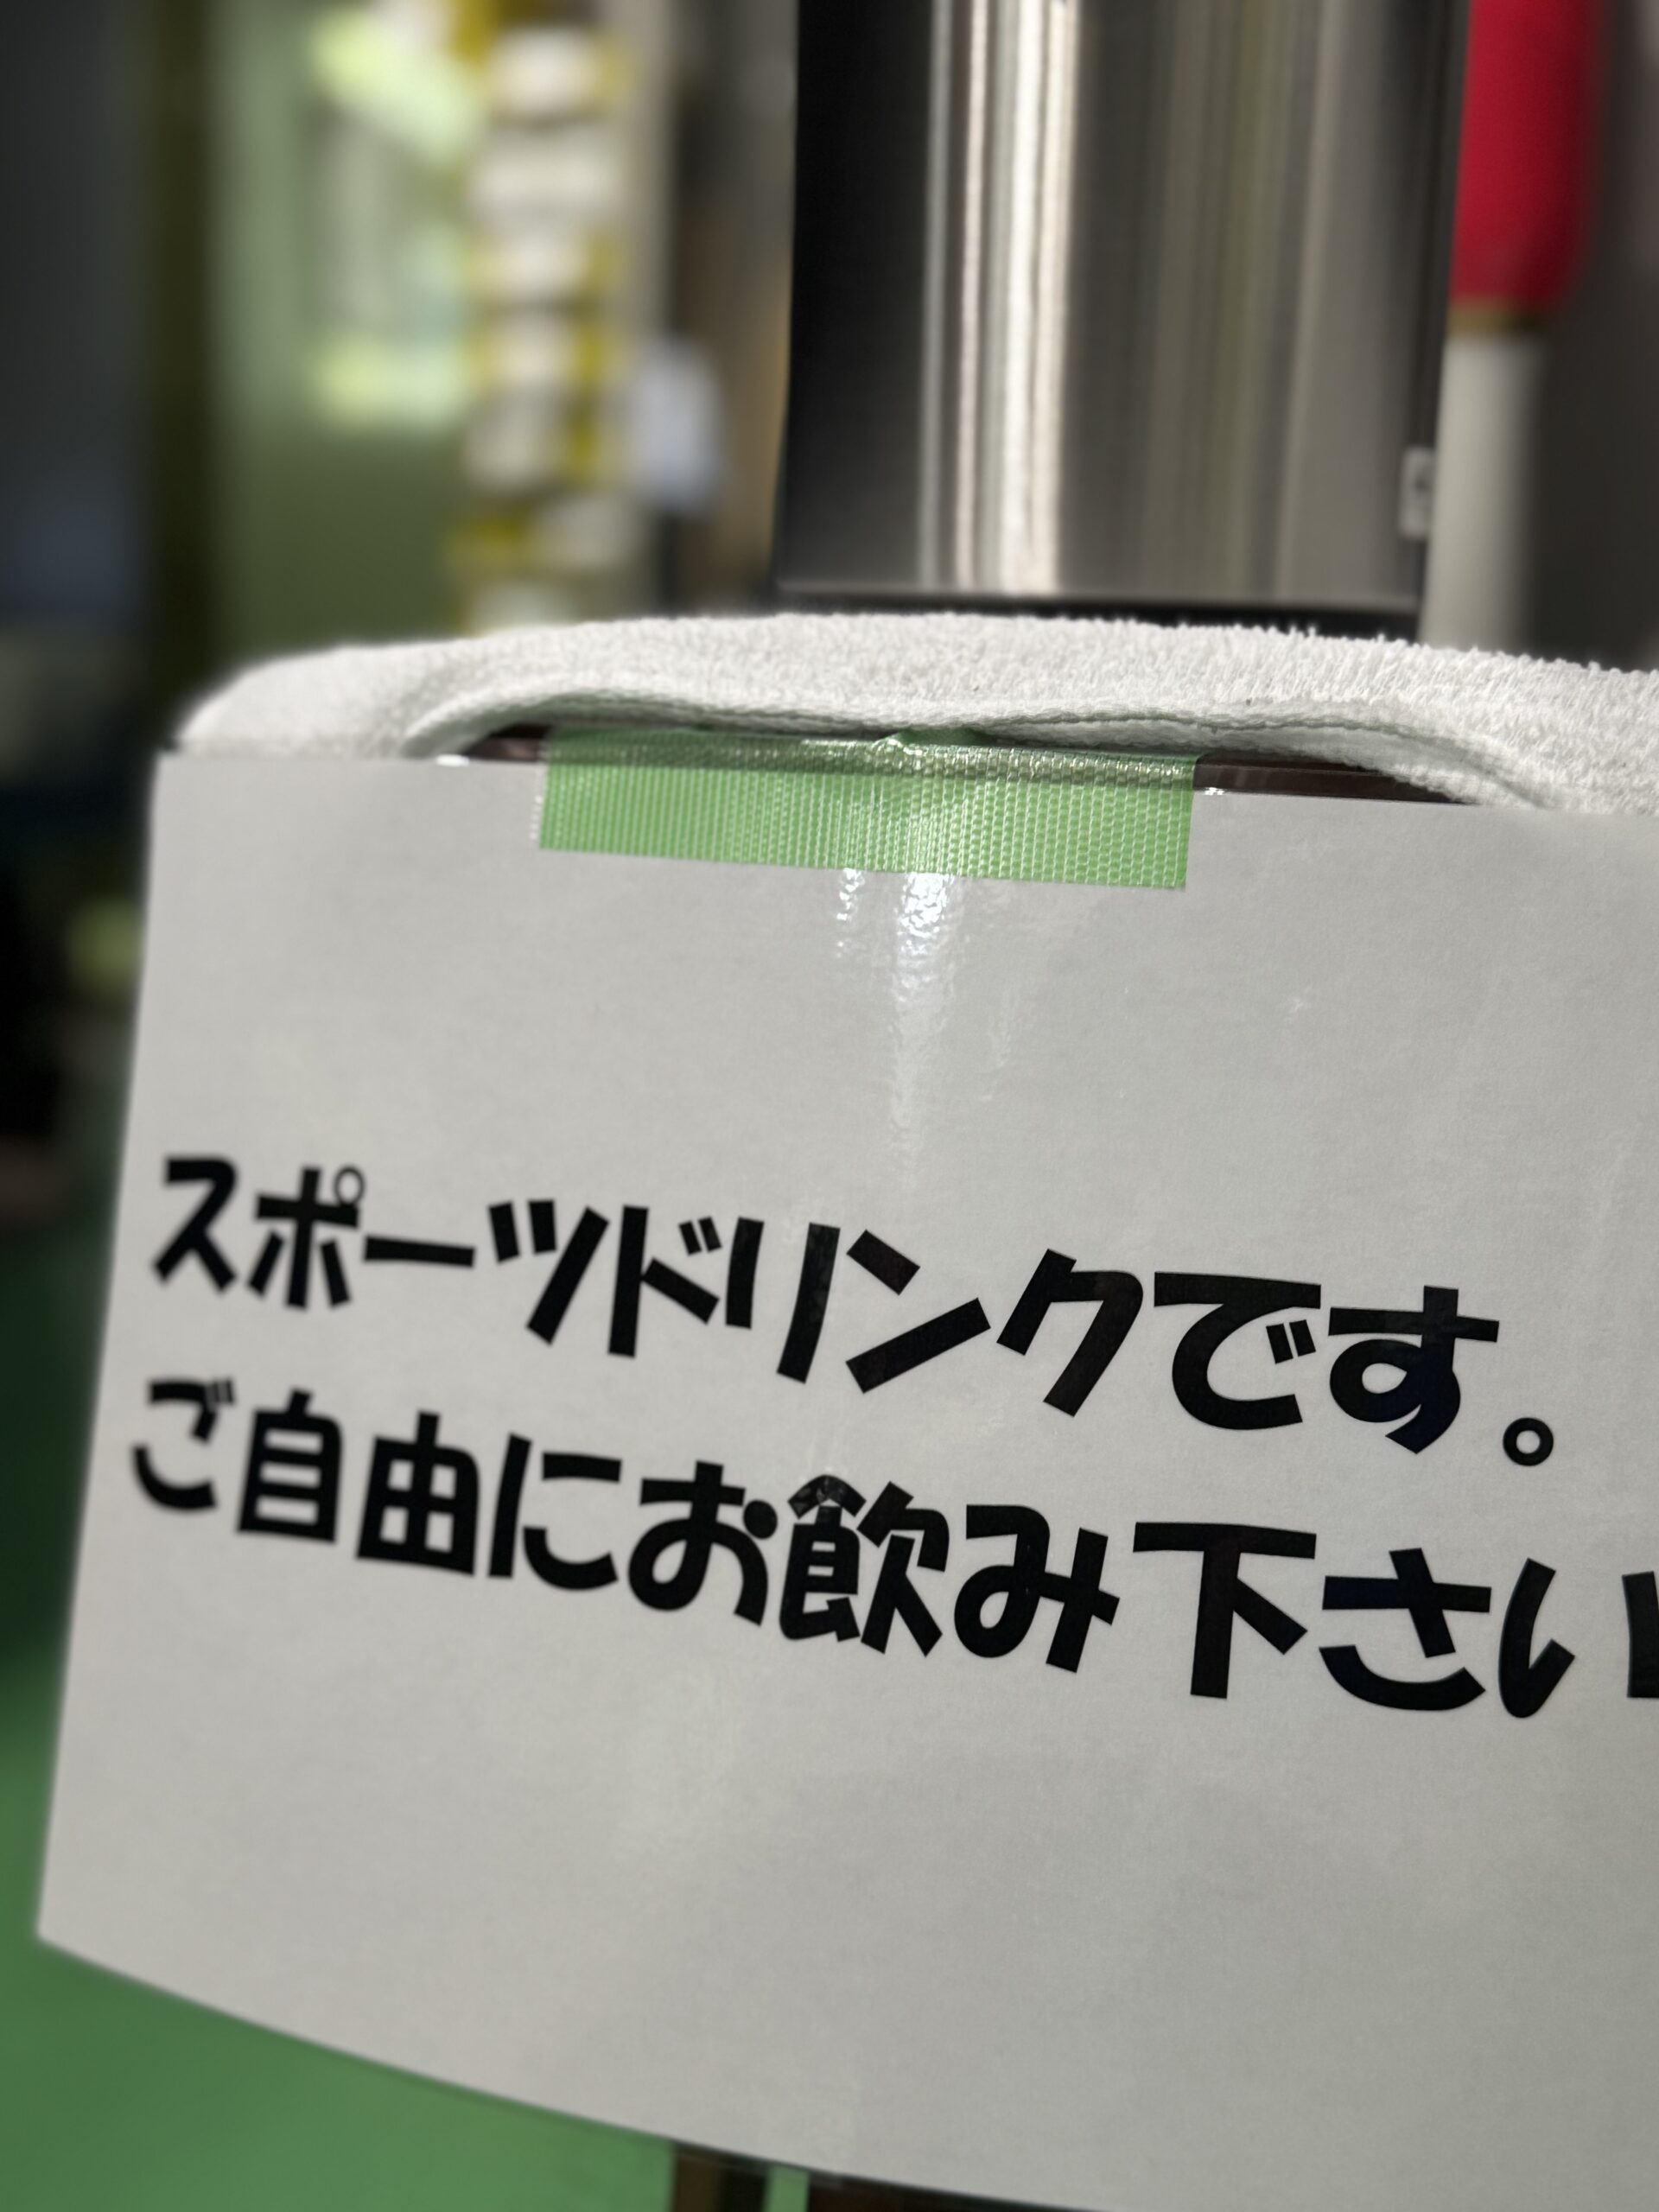 スポーツドリンクです。
ご自由にお飲み下さい